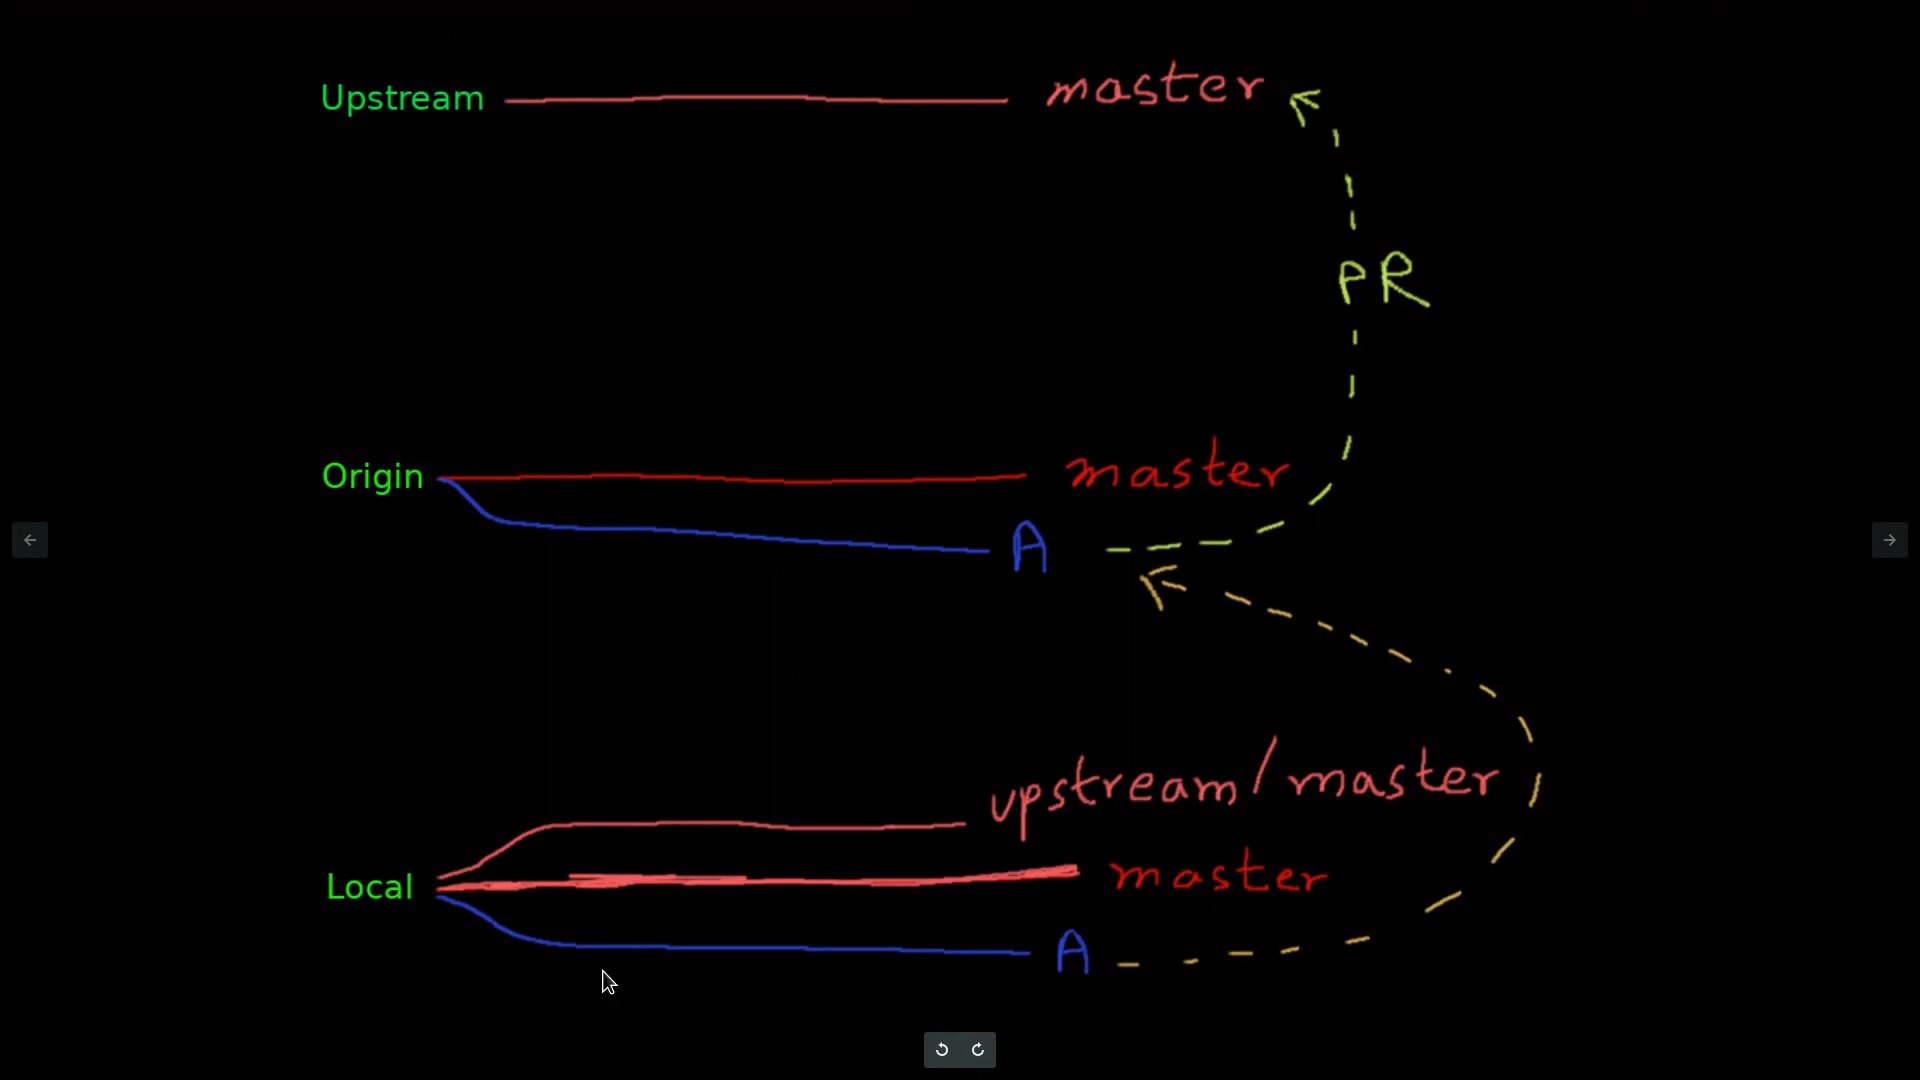 Upstream master
PR
Origin master
A
upstream/master
Local master
A